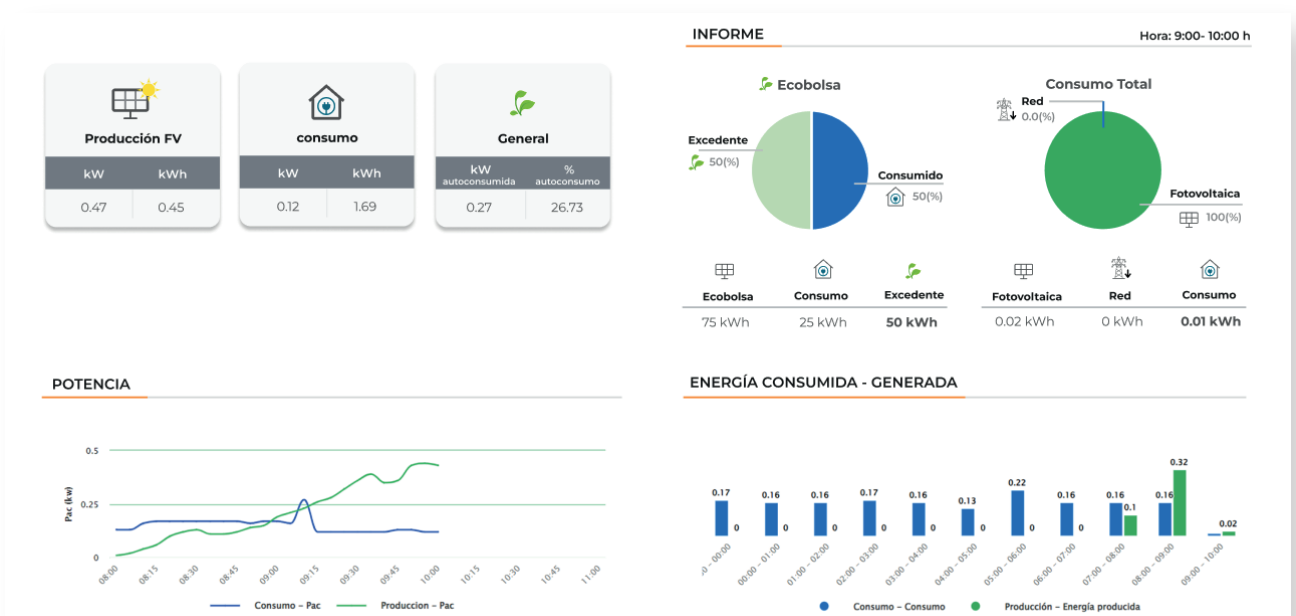 Producción FV
kW kWh
0.47 0.45
consumo
kW kWh
0.12 1.69
General
kW autoconsumida
% autoconsumo
0.27 26.73
INFORME
Hora: 9:00- 10:00 h
Ecobolsa
Excedente
50(%)
Consumido
50(%)
Ecobolsa Consumo Excedente
75 kWh 25 kWh 50 kWh
Consumo Total
Red
0.0(%)
Fotovoltaica
100(%)
Fotovoltaica Red Consumo
0.02 kWh 0 kWh 0.01 kWh
POTENCIA
Pac (kw)
0.5
0.25
0
08:00 08:15 08:30 08:45 09:00 09:15 09:30 09:45 10:00 10:15 10:30 10:45 11:00
Consumo – Pac Produccion – Pac
ENERGÍA CONSUMIDA - GENERADA
0.17 0 0.16 0 0.16 0 0.17 0 0.16 0 0.13 0 0.22 0 0.16 0 0.16 0.1 0.16 0.32 0.02
0 – 00:00 00:00 – 01:00 01:00 – 02:00 02:00 – 03:00 03:00 – 04:00 04:00 – 05:00 05:00 – 06:00 06:00 – 07:00 07:00 – 08:00 08:00 – 09:00 09:00 – 10:00
Consumo – Consumo Producción – Energía producida